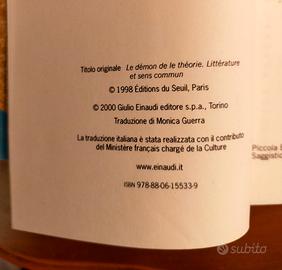 Titolo originale Le démon de le théorie. Littérature
et sens commun
© 1998 Éditions du Seuil, Paris
© 2000 Giulio Einaudi editore s.p.a., Torino
Traduzione di Monica Guerra
La traduzione italiana è stata realizzata con il contributo
del Ministère français chargé de la Culture
www.einaudi.it
ISBN 978-88-06-15533-9
Piccola
Saggistic
subito